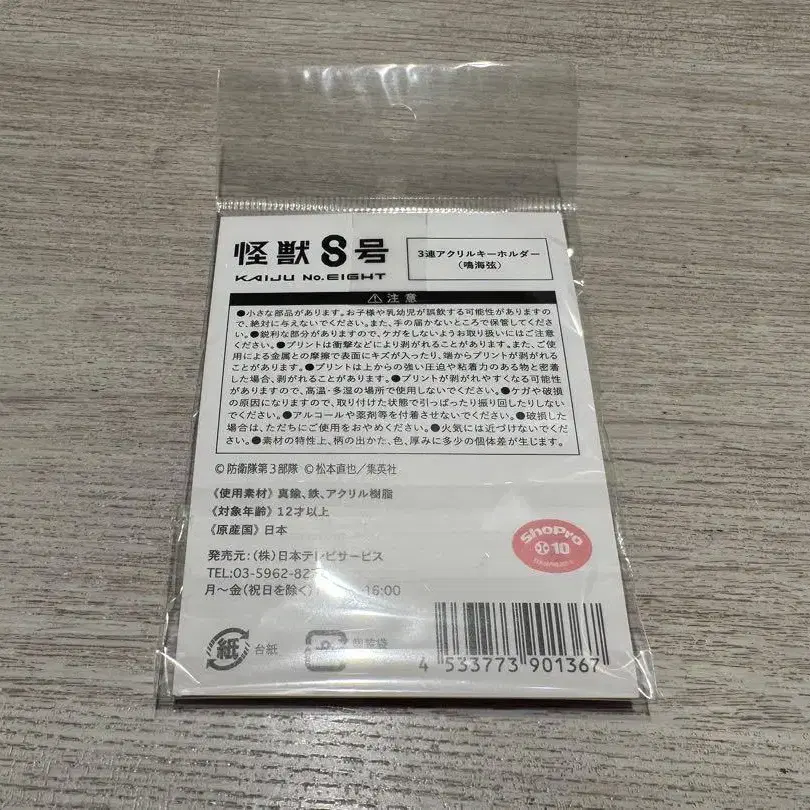 怪獣8号
KAIJU No.EIGHT
3連アクリルキーホルダー
(鳴海弦)
⚠注意
●小さな部品があります。お子様や乳幼児が誤飲する可能性がありますの
で、絶対に与えないでください。また、手の届かないところで保管してくださ
い。●鋭利な部分がありますので、ケガをしないようお取り扱いにはご注意
ください。●プリントは衝撃などにより剥がれることがあります。また、ご使
用による金属との摩擦で表面にキズが入ったり、端からプリントが剥がれる
ことがあります。●プリントは上からの強い圧迫や粘着力のある物と密着
した場合、剥がれることがあります。●プリントが剥がれやすくなる可能性
がありますので、高温・多湿の場所で使用しないでください。●ケガや破損
の原因になりますので、取り付けた状態で引っぱったり振り回したりしない
でください。●アルコールや薬剤等を付着させないでください。●破損した
場合は、ただちにご使用をおやめください。●火気には近づけないでくださ
い。●素材の特性上、柄の出かた、色、厚みに多少の個体差が生じます。
©防衛隊第3部隊 ©松本直也/集英社
《使用素材》真鍮、鉄、アクリル樹脂
《対象年齢》12才以上
《原産国》日本
発売元:(株)日本テレビサービス
TEL:03-5962-82
月〜金(祝日を除く) 16:00
ShoPro
10
紙 台紙
プラ 袋
4 533773 901367